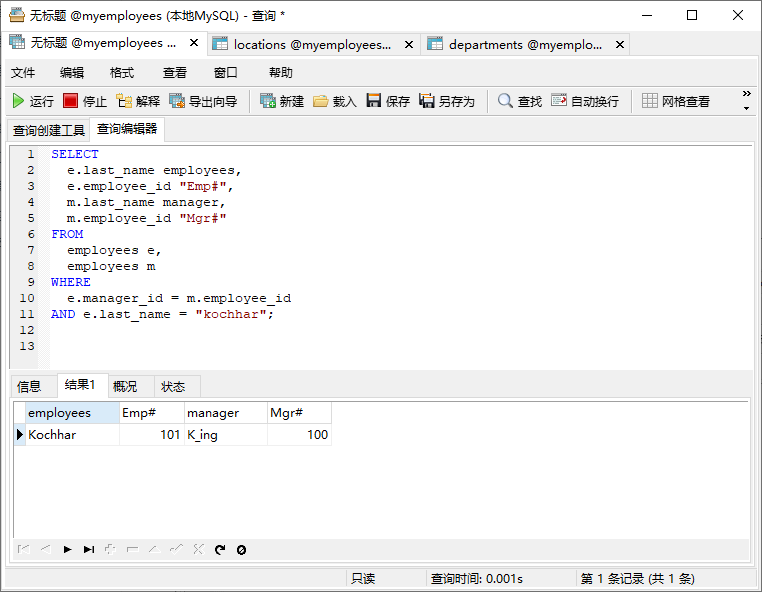 无标题 @myemployees (本地MySQL) - 查询 *
无标题 @myemployees ... locations @myemployees... departments @myemplo...
文件 编辑 格式 查看 窗口 帮助
运行 停止 解释 导出向导 新建 载入 保存 另存为 查找 自动换行 网格查看
查询创建工具 查询编辑器
1 SELECT
2 e.last_name employees,
3 e.employee_id "Emp#",
4 m.last_name manager,
5 m.employee_id "Mgr#"
6 FROM
7 employees e,
8 employees m
9 WHERE
10 e.manager_id = m.employee_id
11 AND e.last_name = "kochhar";
12
13
信息 结果1 概况 状态
employees Emp# manager Mgr#
Kochhar 101 K_ing 100
只读 查询时间: 0.001s 第 1 条记录 (共 1 条)